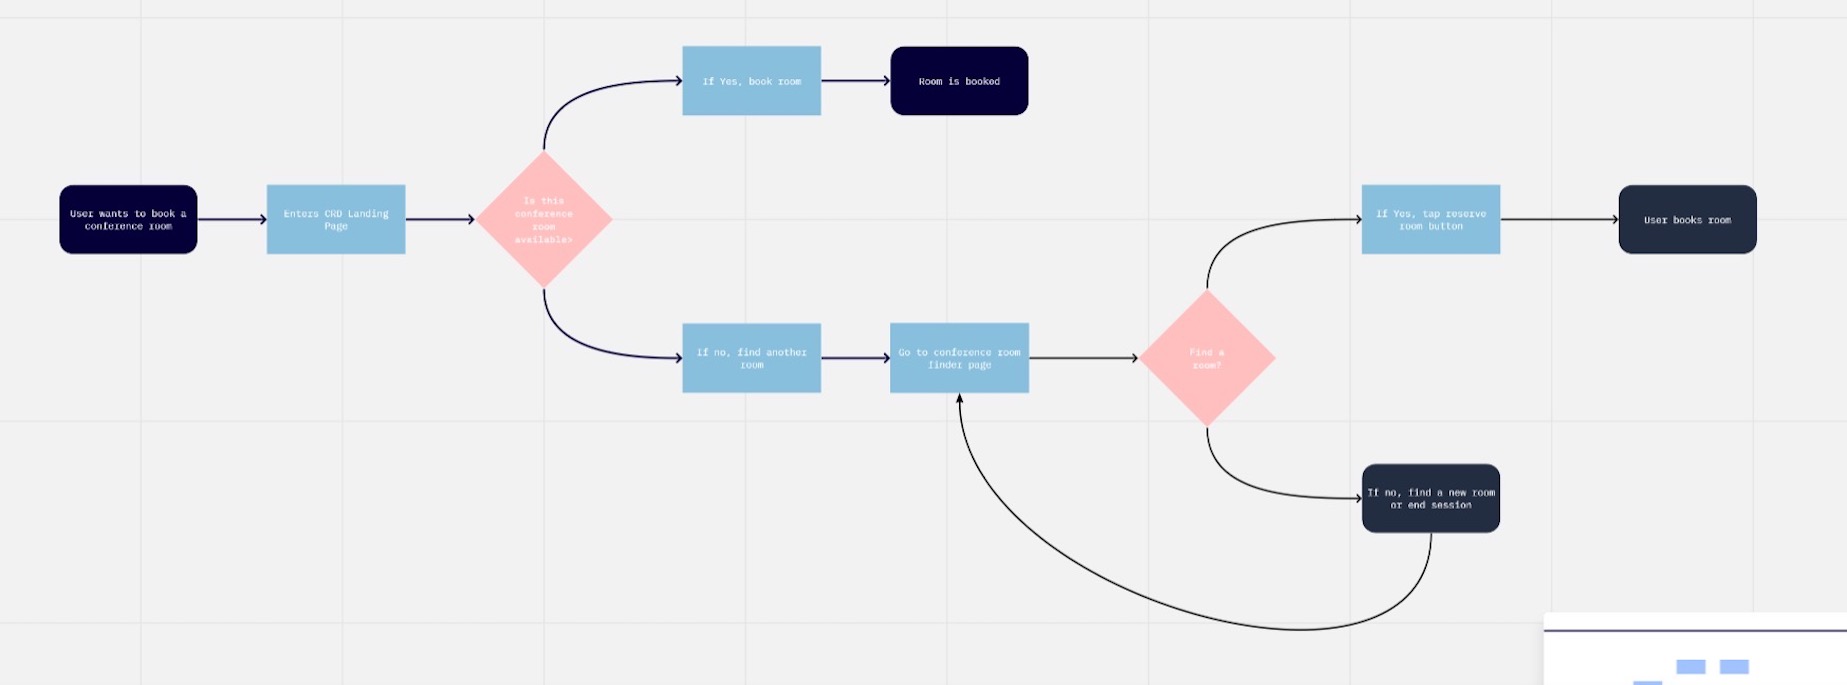 If Yes, book room
Room is booked
User wants to book a
conference room
Enters CRD Landing
Page
Is this
conference
room
available>
If Yes, tap reserve
room button
User books room
If no, find another
room
Go to conference room
finder page
Find a
room?
If no, find a new room
or end session